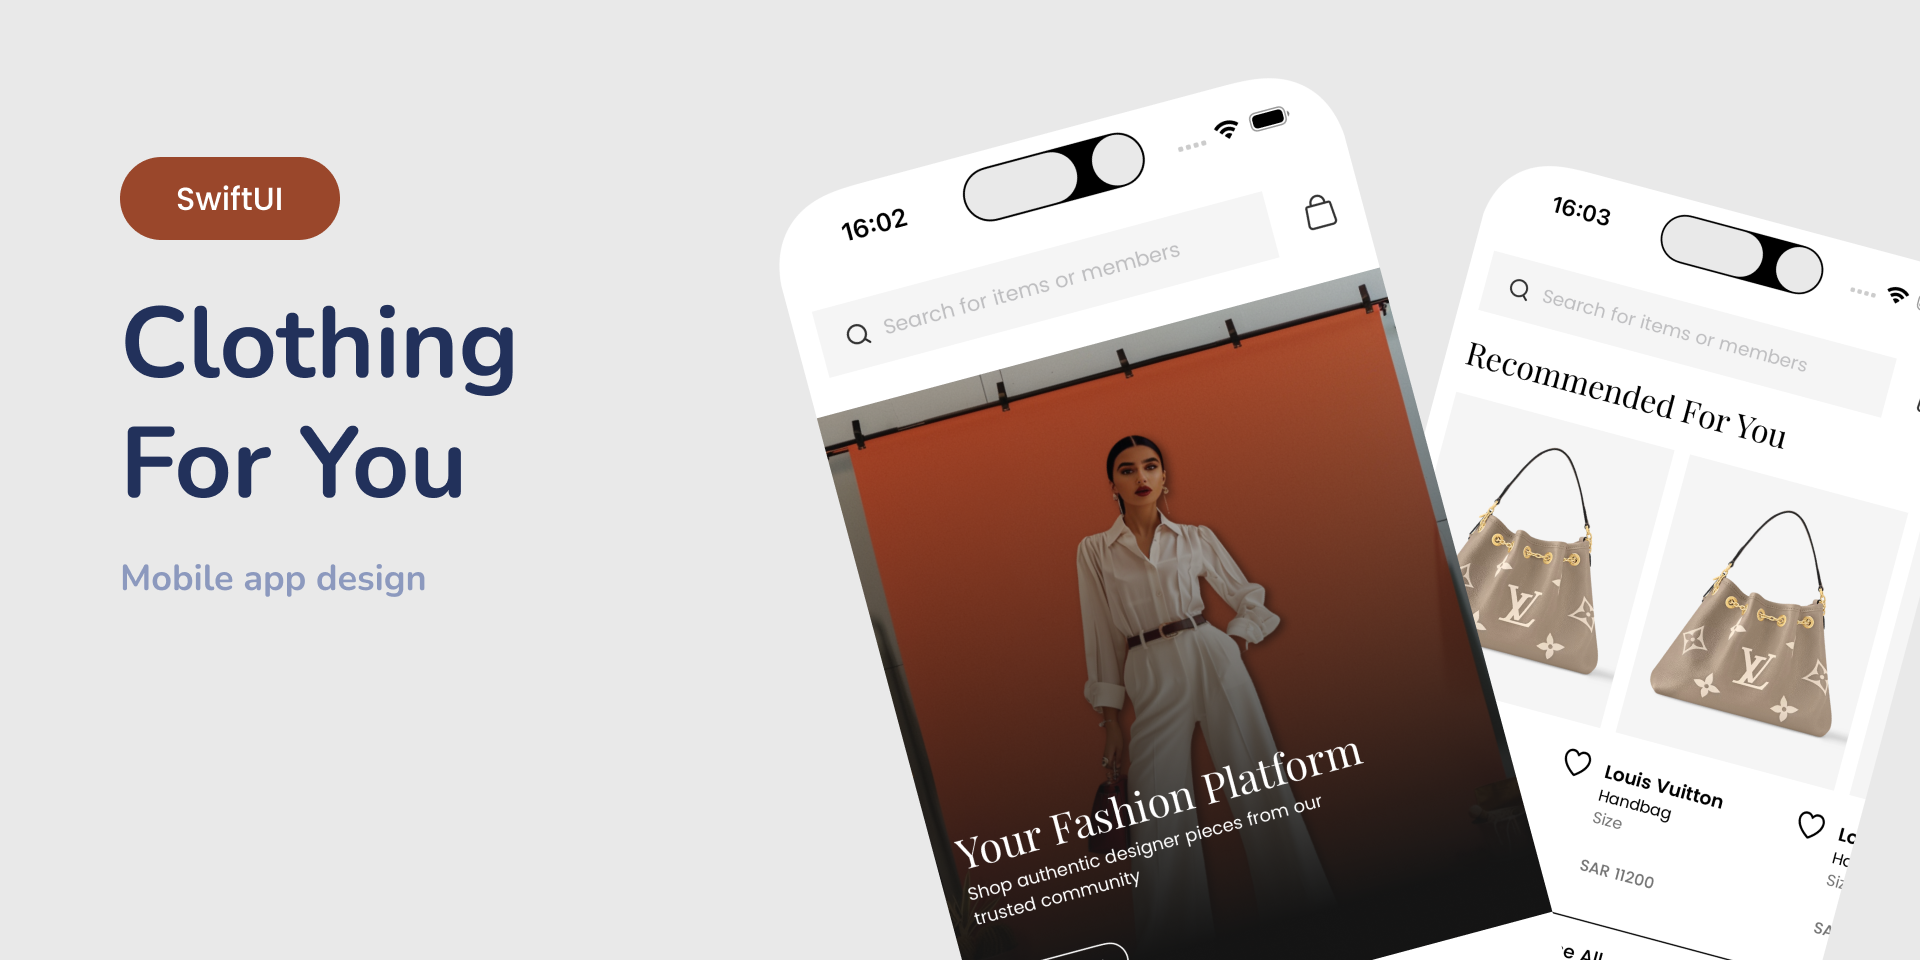 SwiftUI
Clothing
For You
Mobile app design
16:02
Search for items or members
Your Fashion Platform
Shop authentic designer pieces from our
trusted community
16:03
Search for items or members
Recommended For You
Louis Vuitton
Handbag
Size
SAR 11200
All